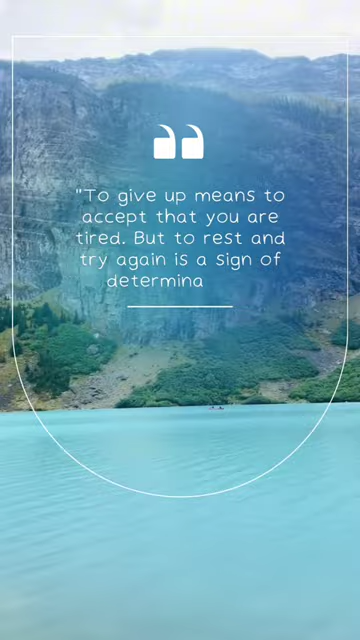 "To give up means to
accept that you are
tired. But to rest and
try again is a sign of
determina